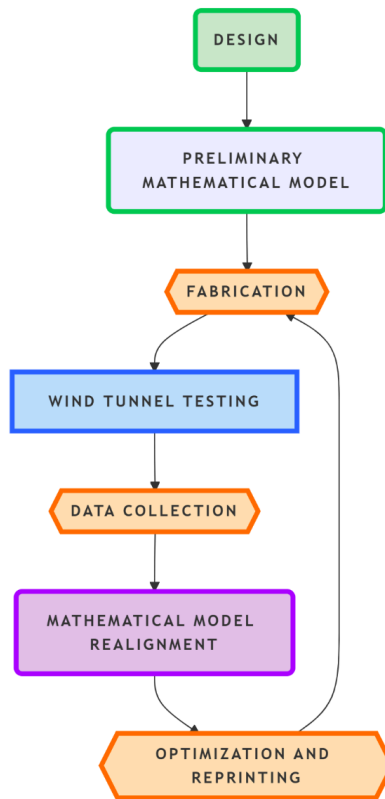 DESIGN
PRELIMINARY
MATHEMATICAL MODEL
FABRICATION
WIND TUNNEL TESTING
DATA COLLECTION
MATHEMATICAL MODEL
REALIGNMENT
OPTIMIZATION AND
REPRINTING